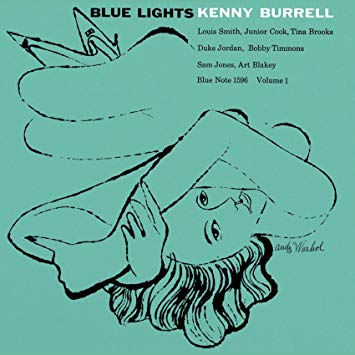 BLUE LIGHTS KENNY BURRELL
Louis Smith, Junior Cook, Tina Brooks
Duke Jordan, Bobby Timmons
Sam Jones, Art Blakey
Blue Note 1596 Volume 1
andy Warhol